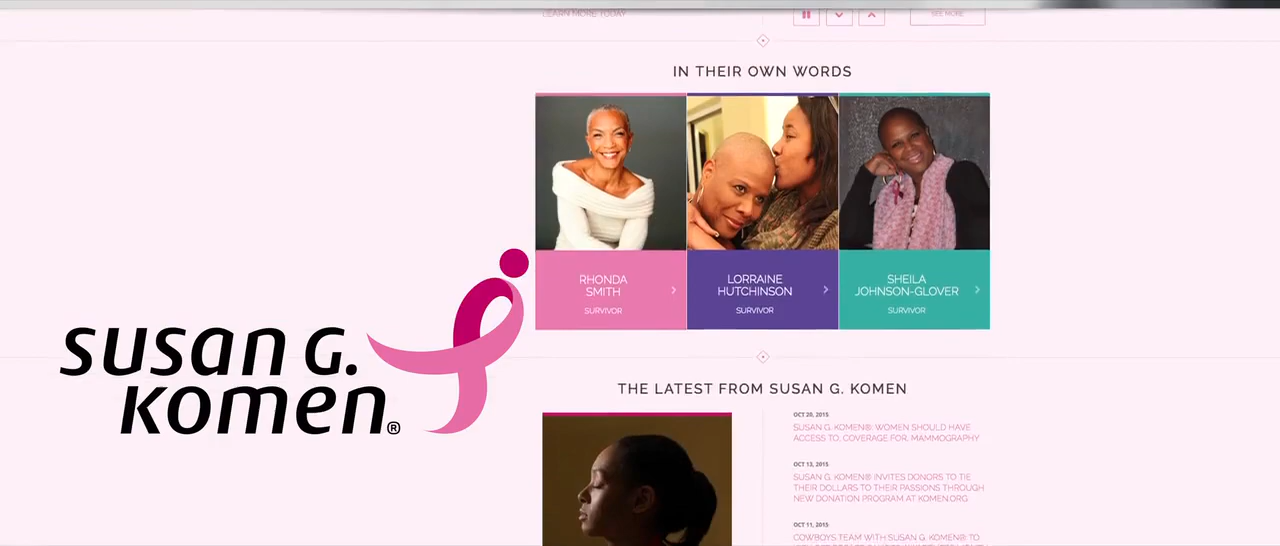 LEARN MORE TODAY
SEE MORE
IN THEIR OWN WORDS
RHONDA
SMITH
SURVIVOR
LORRAINE
HUTCHINSON
SURVIVOR
SHEILA
JOHNSON-GLOVER
SURVIVOR
susan G.
komen®
THE LATEST FROM SUSAN G. KOMEN
OCT 20, 2015
SUSAN G. KOMEN®: WOMEN SHOULD HAVE
ACCESS TO, COVERAGE FOR, MAMMOGRAPHY
OCT 13, 2015
SUSAN G. KOMEN® INVITES DONORS TO TIE
THEIR DOLLARS TO THEIR PASSIONS THROUGH
NEW DONATION PROGRAM AT KOMEN.ORG
OCT 11, 2015
COWBOYS TEAM WITH SUSAN G. KOMEN® TO